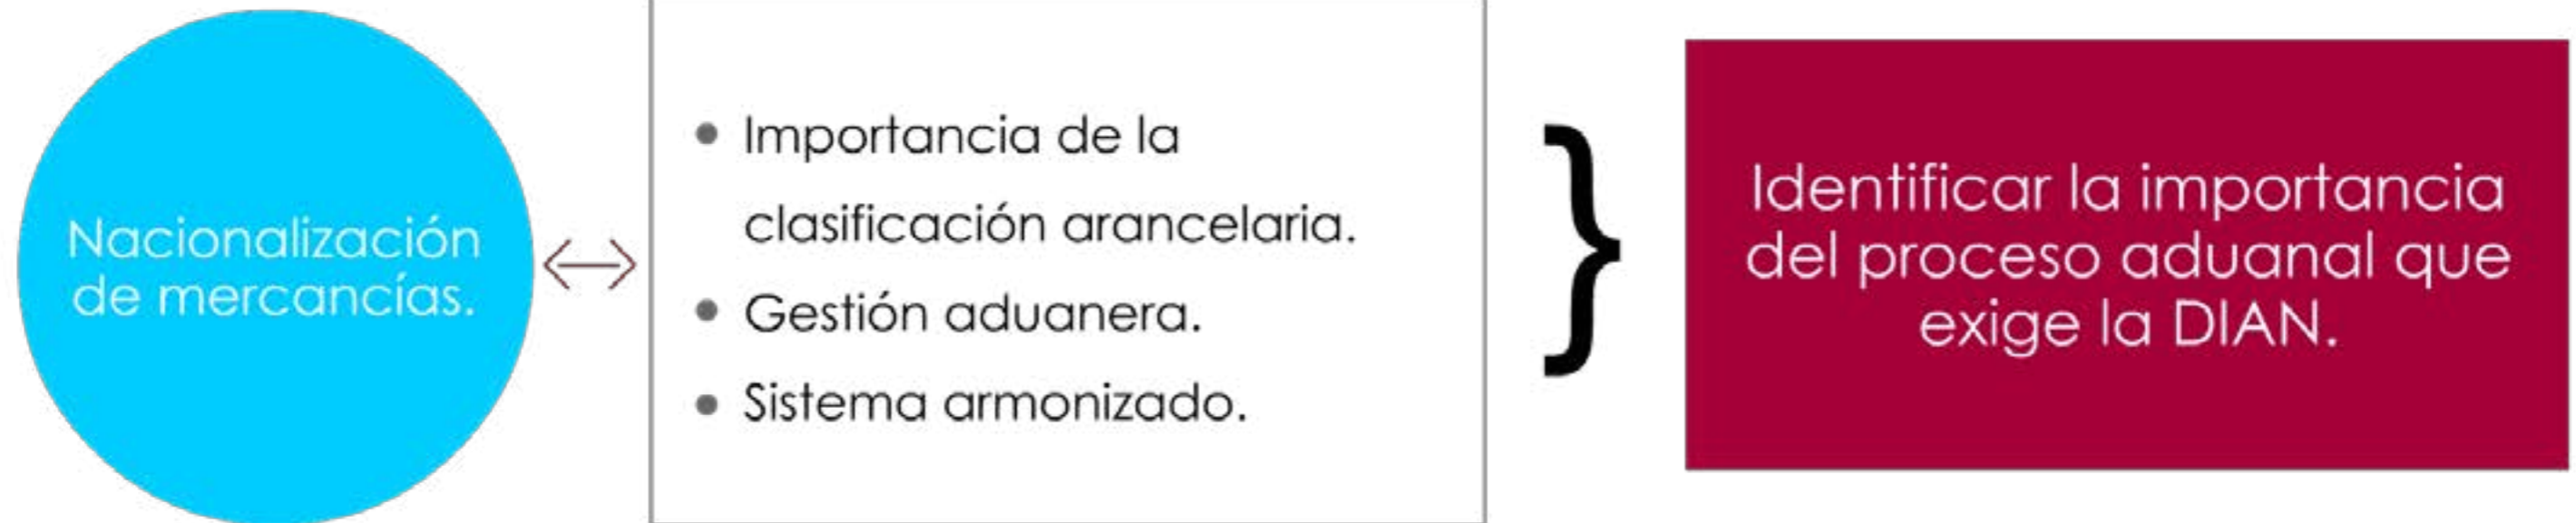 Nacionalización
de mercancías.
• Importancia de la
clasificación arancelaria.
• Gestión aduanera.
• Sistema armonizado.
Identificar la importancia
del proceso aduanal que
exige la DIAN.